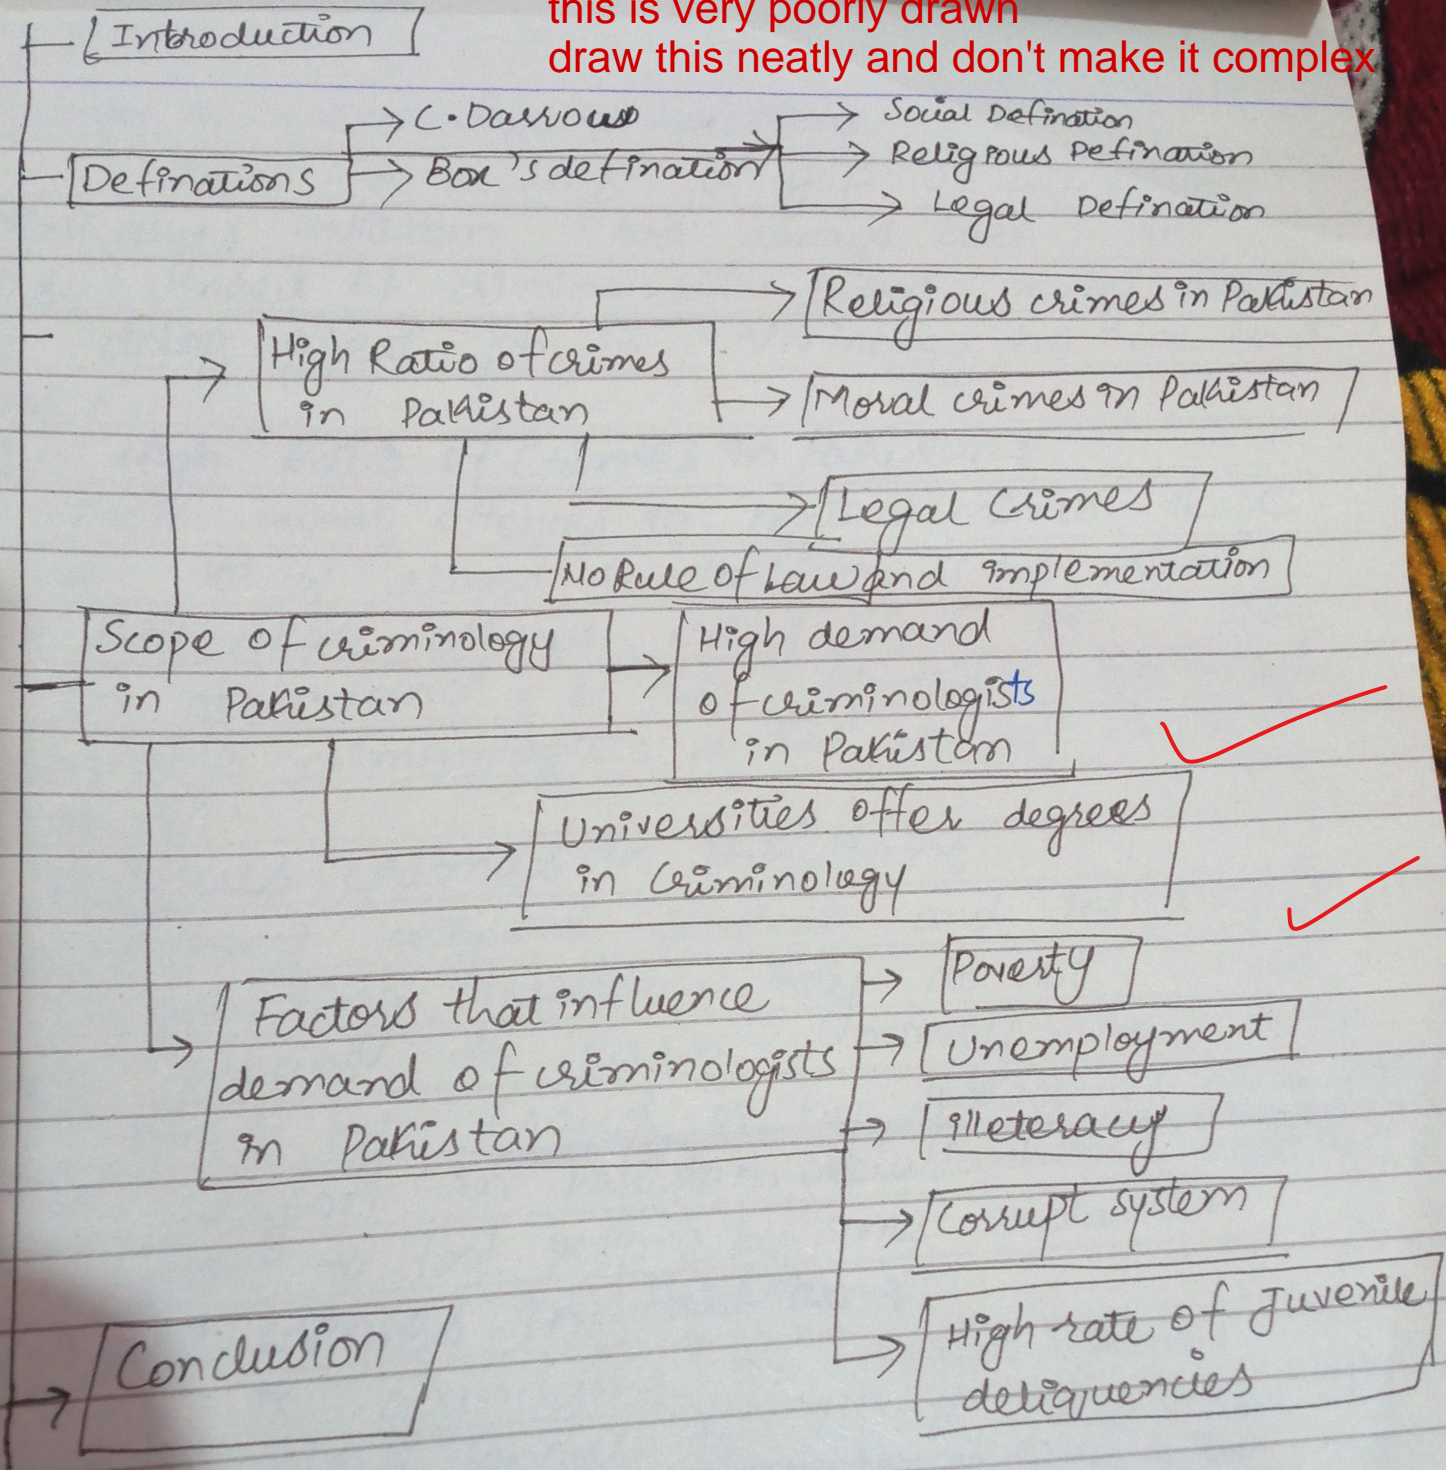 this is very poorly drawn
draw this neatly and don't make it complex
Introduction
Definations
C. Darrow
Box's defination
Social Defination
Religious Defination
Legal Defination
High Ratio of crimes
in Pakistan
Religious crimes in Pakistan
Moral crimes in Pakistan
Legal Crimes
No Rule of Law and implementation
Scope of criminology
in Pakistan
High demand
of criminologists
in Pakistan
Universities offer degrees
in Criminology
Factors that influence
demand of criminologists
in Pakistan
Poverty
Unemployment
illeteracy
Corrupt system
High rate of Juvenile
deliquencies
Conclusion